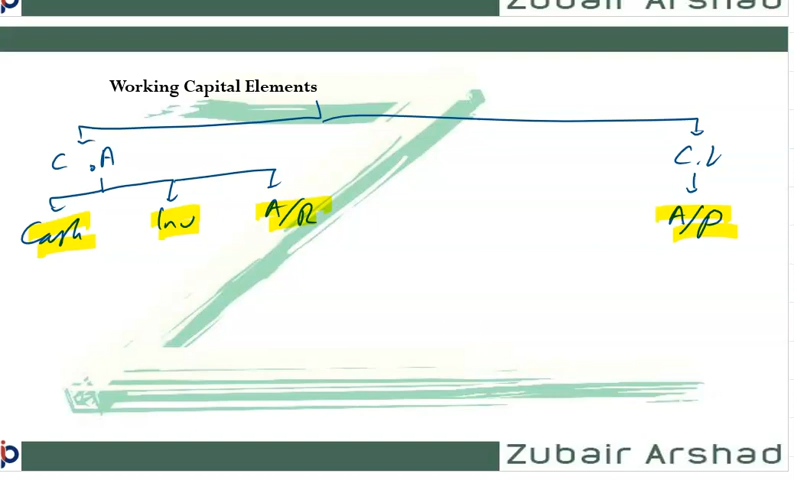 Zubair Arshad
Working Capital Elements
C.A
C.L
Cash
Inv
A/R
A/P
Zubair Arshad